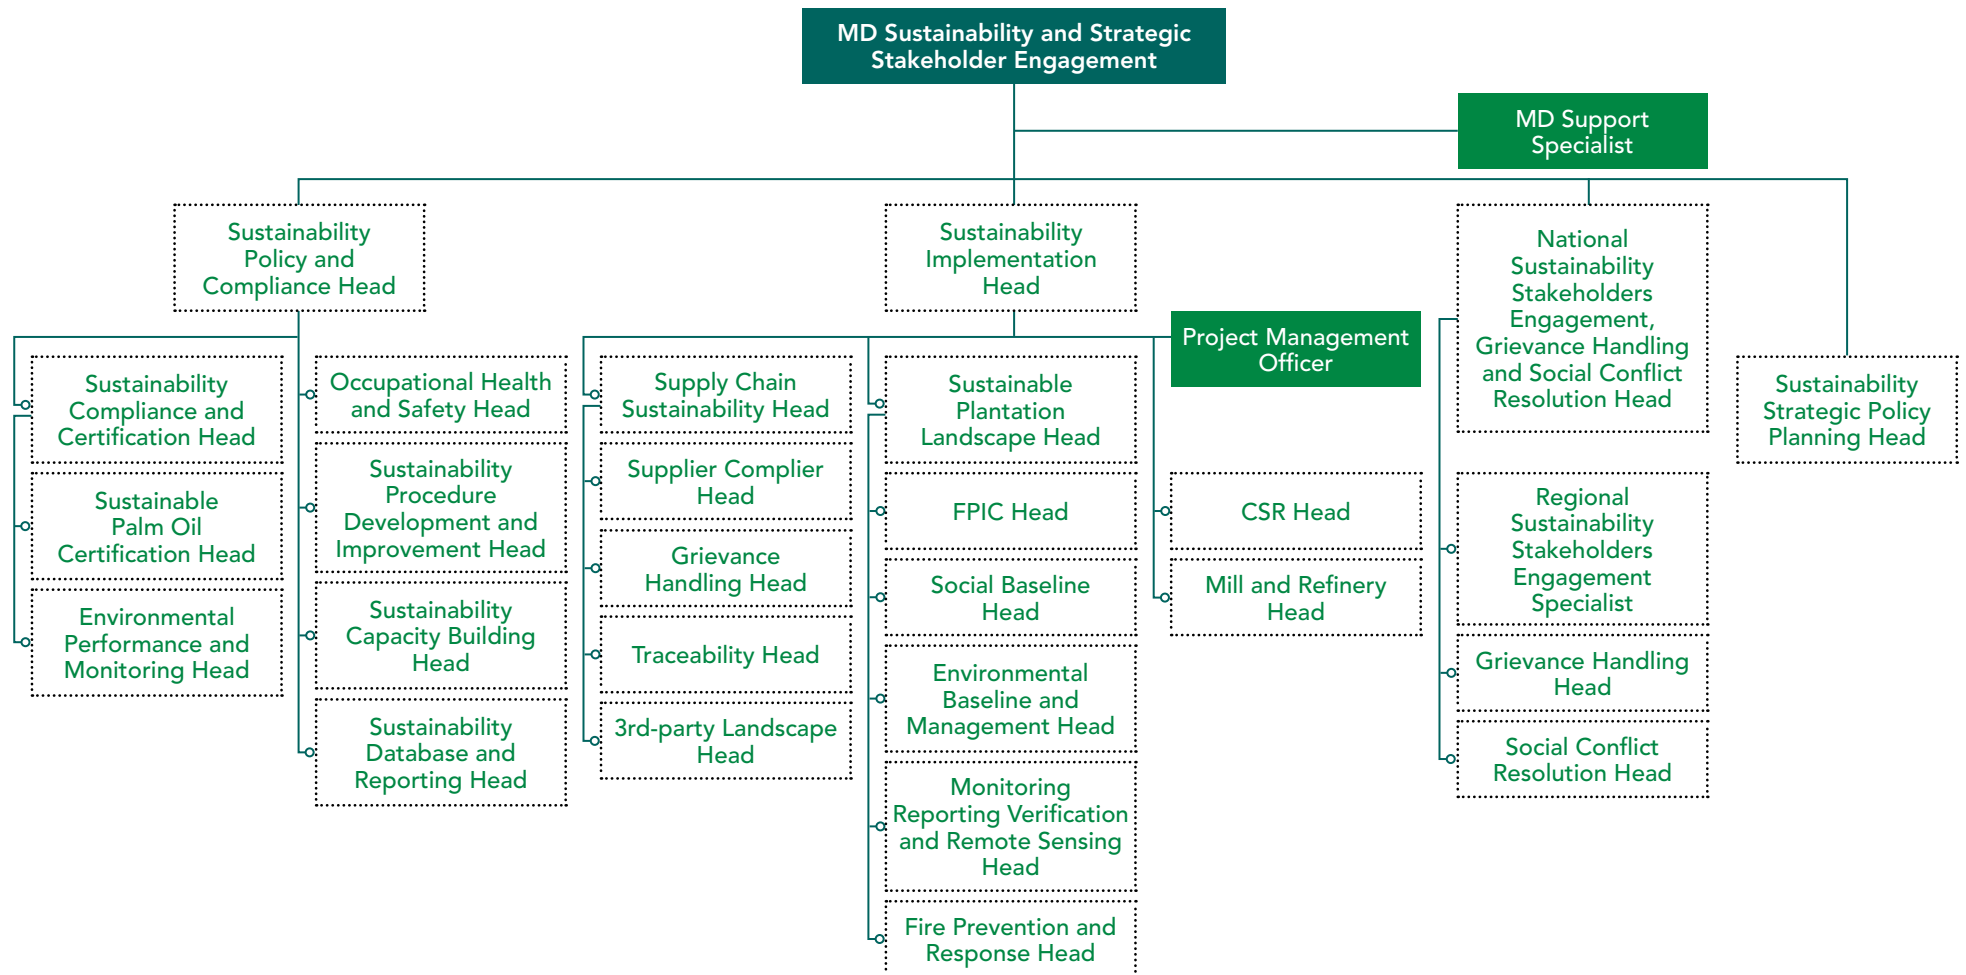 MD Sustainability and Strategic
Stakeholder Engagement
MD Support
Specialist
Sustainability
Policy and
Compliance Head
Sustainability
Implementation
Head
National
Sustainability
Stakeholders
Engagement,
Grievance Handling
and Social Conflict
Resolution Head
Sustainability
Strategic Policy
Planning Head
Project Management
Officer
Sustainability
Compliance and
Certification Head
Sustainable
Palm Oil
Certification Head
Environmental
Performance and
Monitoring Head
Occupational Health
and Safety Head
Sustainability
Procedure
Development and
Improvement Head
Sustainability
Capacity Building
Head
Sustainability
Database and
Reporting Head
Supply Chain
Sustainability Head
Supplier Complier
Head
Grievance
Handling Head
Traceability Head
3rd-party Landscape
Head
Sustainable
Plantation
Landscape Head
FPIC Head
Social Baseline
Head
Environmental
Baseline and
Management Head
Monitoring
Reporting Verification
and Remote Sensing
Head
Fire Prevention and
Response Head
CSR Head
Mill and Refinery
Head
Regional
Sustainability
Stakeholders
Engagement
Specialist
Grievance Handling
Head
Social Conflict
Resolution Head